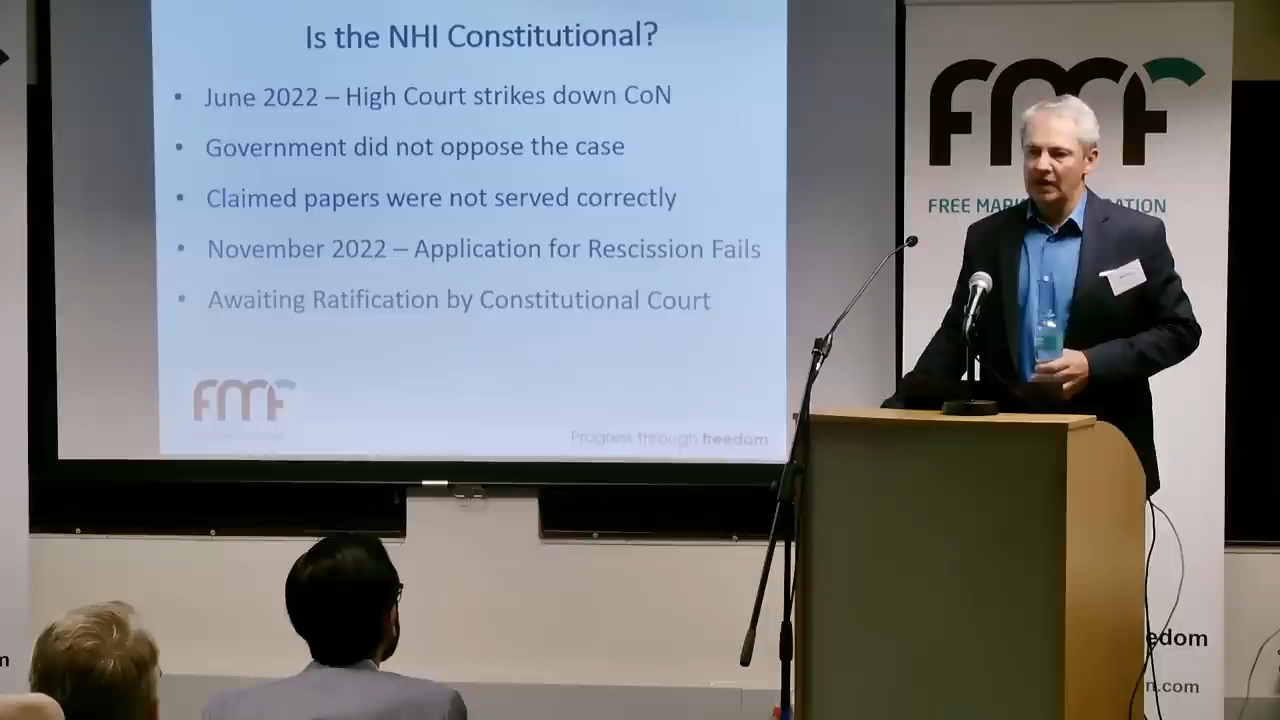 Is the NHI Constitutional?
• June 2022 – High Court strikes down CoN
• Government did not oppose the case
• Claimed papers were not served correctly
• November 2022 – Application for Rescission Fails
• Awaiting Ratification by Constitutional Court
FMF
Progress through freedom
FMF
FREE MAR ATION
edom
n.com